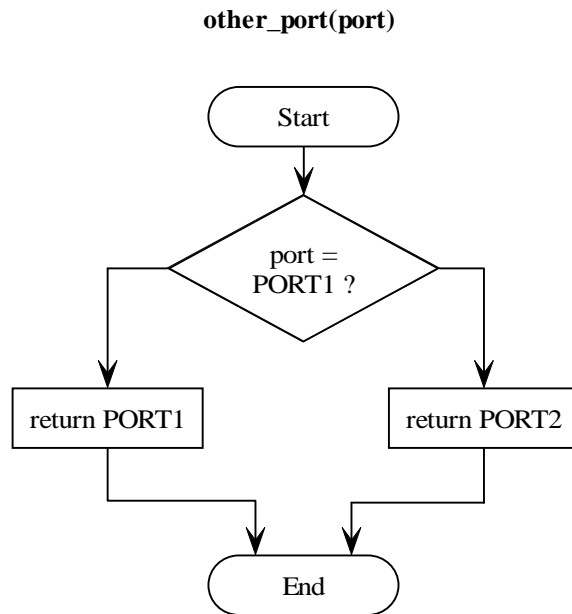 other_port(port)
Start
port =
PORT1 ?
return PORT1
return PORT2
End